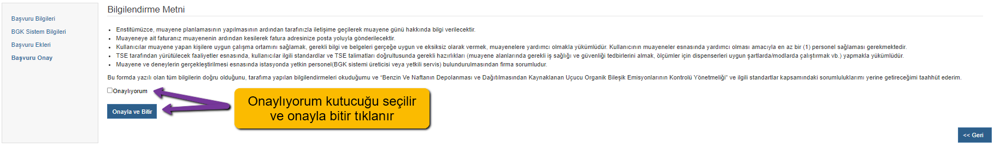 Başvuru Bilgileri
BGK Sistem Bilgileri
Başvuru Ekleri
Başvuru Onay
Bilgilendirme Metni
• Enstitümüzce, muayene planlamasının yapılmasının ardından tarafınızla iletişime geçilerek muayene günü hakkında bilgi verilecektir.
• Muayeneye ait faturanız muayenenin ardından kesilerek fatura adresinize posta yoluyla gönderilecektir.
• Kullanıcılar muayene yapan kişilere uygun çalışma ortamını sağlamak, gerekli bilgi ve belgeleri gerçeğe uygun ve eksiksiz olarak vermek, muayenelere yardımcı olmakla yükümlüdür. Kullanıcının muayeneler esnasında yardımcı olması amacıyla en az bir (1) personel sağlaması gerekmektedir.
• TSE tarafından yürütülecek faaliyetler esnasında, kullanıcılar ilgili standardlar ve TSE talimatları doğrultusunda gerekli hazırlıkları (muayene alanlarında gerekli iş sağlığı ve güvenliği tedbirlerini almak, ölçümler için dispenserleri uygun şartlarda/modlarda çalıştırmak vb.) yapmakla yükümlüdür.
• Muayene ve deneylerin gerçekleştirilmesi esnasında istasyonda yetkin personel(BGK sistemi üreticisi veya yetkili servis) bulundurulmasından firma sorumludur.
Bu formda yazılı olan tüm bilgilerin doğru olduğunu, tarafıma yapılan bilgilendirmeleri okuduğumu ve “Benzin Ve Naftanın Depolanması ve Dağıtılmasından Kaynaklanan Uçucu Organik Bileşik Emisyonlarının Kontrolü Yönetmeliği” ve ilgili standartlar kapsamındaki sorumluluklarımı yerine getireceğimi taahhüt ederim.
Onaylıyorum
Onayla ve Bitir
Onaylıyorum kutucuğu seçilir
ve onayla bitir tıklanır
<< Geri